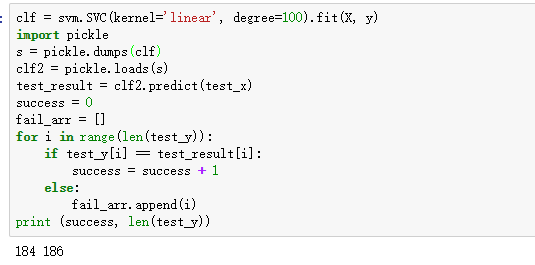 clf = svm.SVC(kernel='linear', degree=100).fit(X, y)
import pickle
s = pickle.dumps(clf)
clf2 = pickle.loads(s)
test_result = clf2.predict(test_x)
success = 0
fail_arr = []
for i in range(len(test_y)):
    if test_y[i] == test_result[i]:
        success = success + 1
    else:
        fail_arr.append(i)
print (success, len(test_y))
184 186